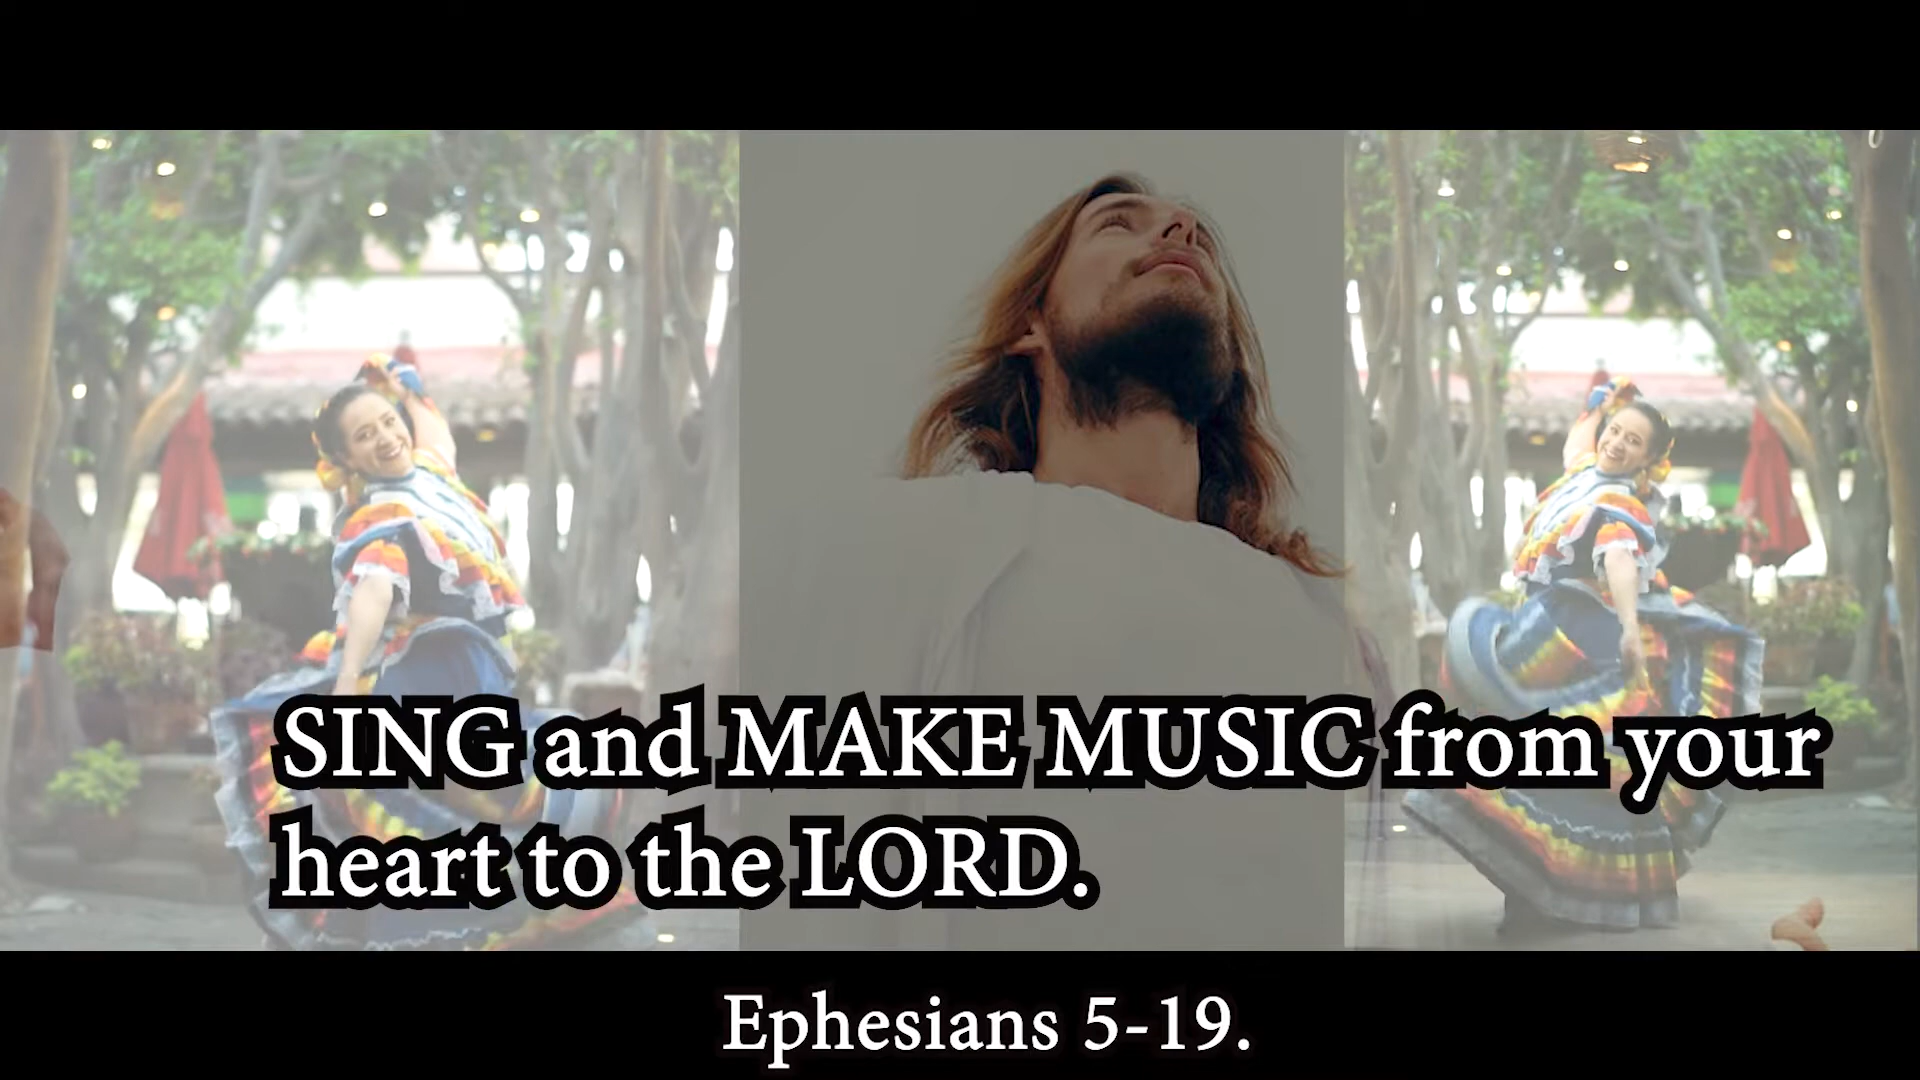 SING and MAKE MUSIC from your
heart to the LORD.
Ephesians 5-19.